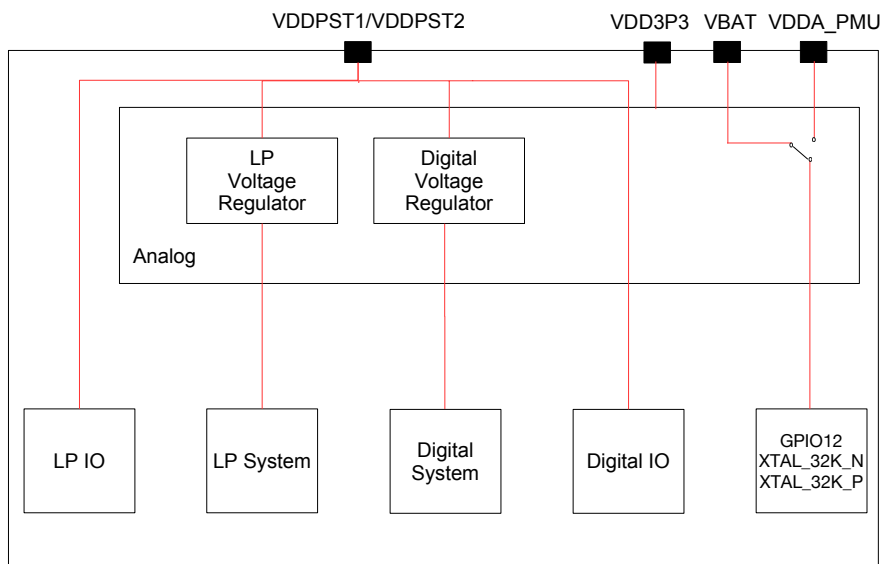 VDDPST1/VDDPST2
VDD3P3
VBAT
VDDA_PMU
LP
Voltage
Regulator
Digital
Voltage
Regulator
Analog
LP IO
LP System
Digital
System
Digital IO
GPIO12
XTAL_32K_N
XTAL_32K_P